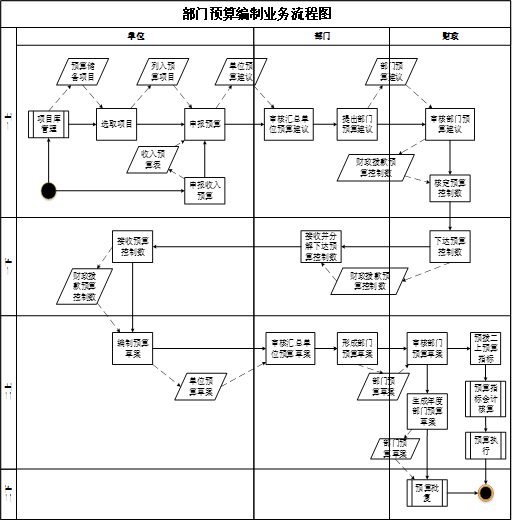 部门预算编制业务流程图
单位
部门
财政
一上
预算储
备项目
列入预
算项目
单位预
算建议
部门预
算建议
项目库
管理
选取项目
申报预算
审核汇总单
位预算建议
提出部门
预算建议
审核部门预
算建议
收入预
算表
财政拨款预
算控制数
申报收入
预算
核定预算
控制数
接收预算
控制数
接收并分
解下达预
算控制数
下达预算
控制数
财政拨
款预算
控制数
财政拨款预
算控制数
编制预算
草案
审核汇总单
位预算草案
形成部门
预算草案
审核部门
预算草案
预拨二
上预算
指标
单位预
算草案
部门预
算草案
生成年度
部门预算
草案
预算指
标会计
核算
部门预
算草案
预算执
行
预算批
复